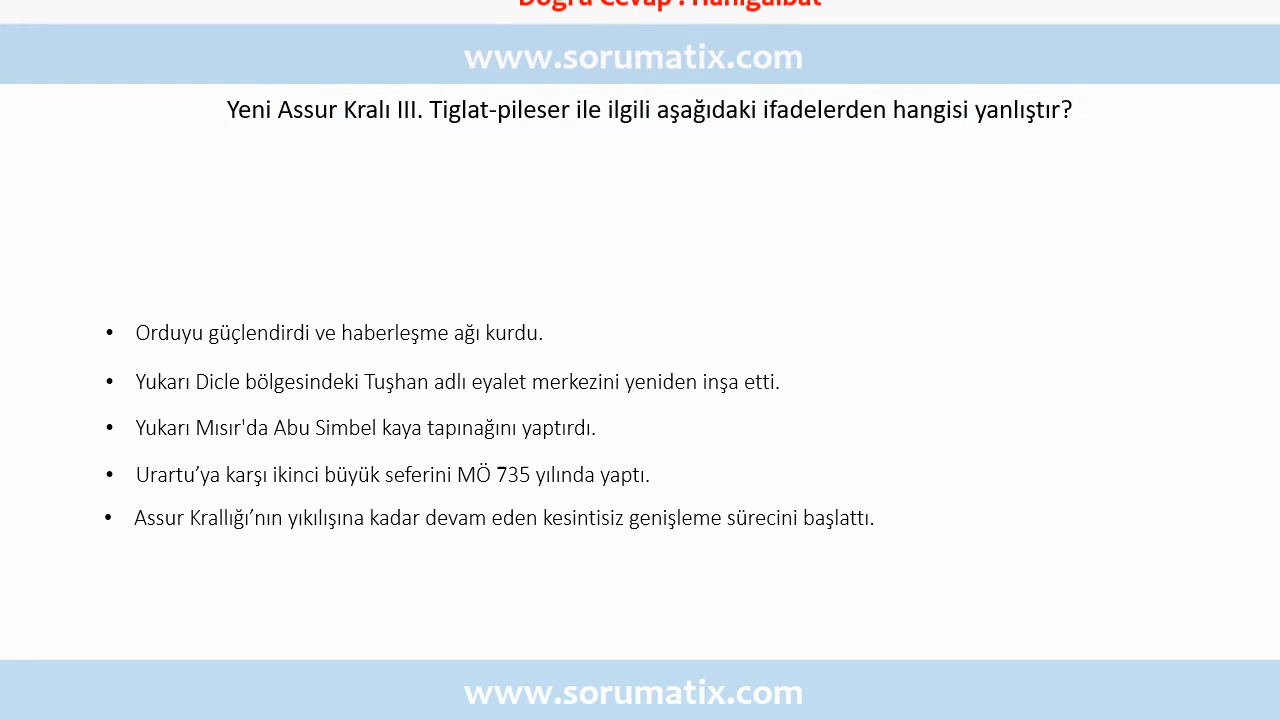 Doğru Cevap : Hanigalbat
www.sorumatix.com
Yeni Assur Kralı III. Tiglat-pileser ile ilgili aşağıdaki ifadelerden hangisi yanlıştır?
• Orduyu güçlendirdi ve haberleşme ağı kurdu.
• Yukarı Dicle bölgesindeki Tuşhan adlı eyalet merkezini yeniden inşa etti.
• Yukarı Mısır'da Abu Simbel kaya tapınağını yaptırdı.
• Urartu’ya karşı ikinci büyük seferini MÖ 735 yılında yaptı.
• Assur Krallığı’nın yıkılışına kadar devam eden kesintisiz genişleme sürecini başlattı.
www.sorumatix.com